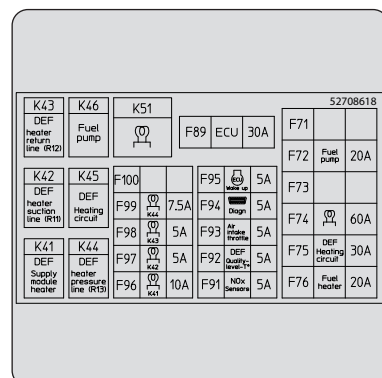 52708618
K43
DEF
heater
return
line (R12)
K46
Fuel
pump
K51
F89 ECU 30A
F71
F72 Fuel pump 20A
F73
F74 60A
F75 DEF Heating circuit 30A
F76 Fuel heater 20A
K42
DEF
heater
suction
line (R11)
K45
DEF
Heating
circuit
K41
DEF
Supply
module
heater
K44
DEF
heater
pressure
line (R13)
F100
F99 K44 7.5A
F98 K43 5A
F97 K42 5A
F96 K41 10A
F95 ECU Wake up 5A
F94 Diagn 5A
F93 Air intake throttle 5A
F92 DEF Quality-level-T° 5A
F91 NOx Sensors 5A